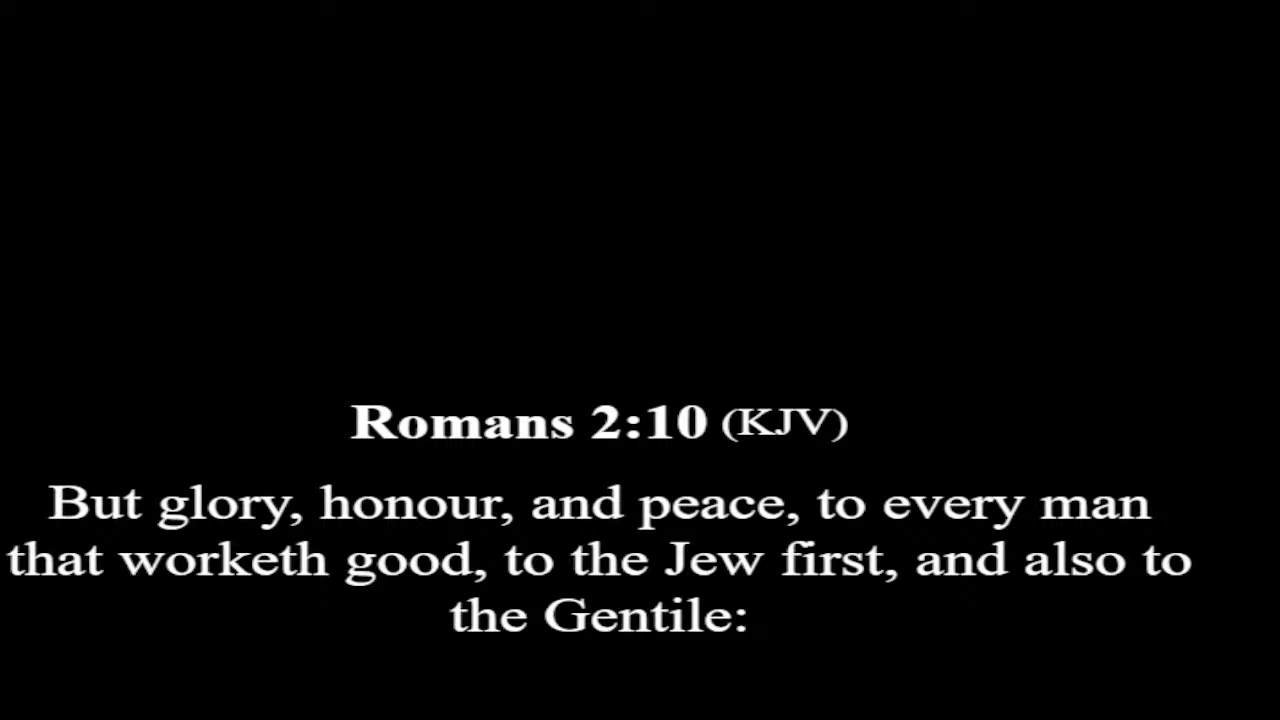 Romans 2:10 (KJV)
But glory, honour, and peace, to every man
that worketh good, to the Jew first, and also to
the Gentile: